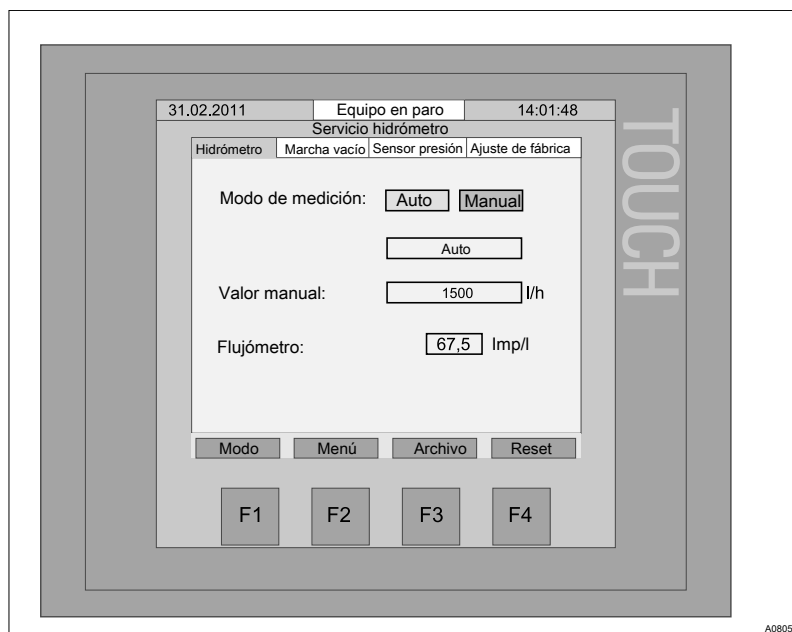 31.02.2011 Equipo en paro 14:01:48
Servicio hidrómetro
Hidrómetro Marcha vacío Sensor presión Ajuste de fábrica
Modo de medición: Auto Manual
Auto
Valor manual: 1500 l/h
Flujómetro: 67,5 Imp/l
Modo Menú Archivo Reset
F1 F2 F3 F4
TOUCH
A0805